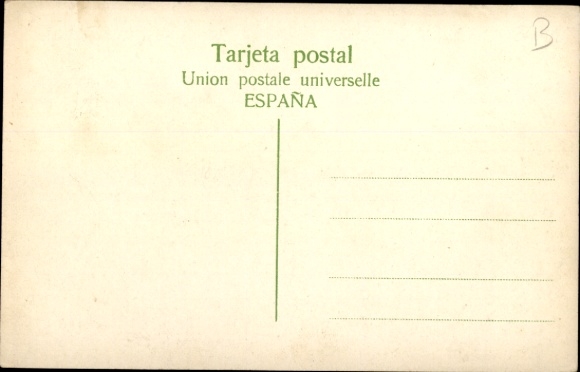 B
Tarjeta postal
Union postale universelle
ESPAÑA